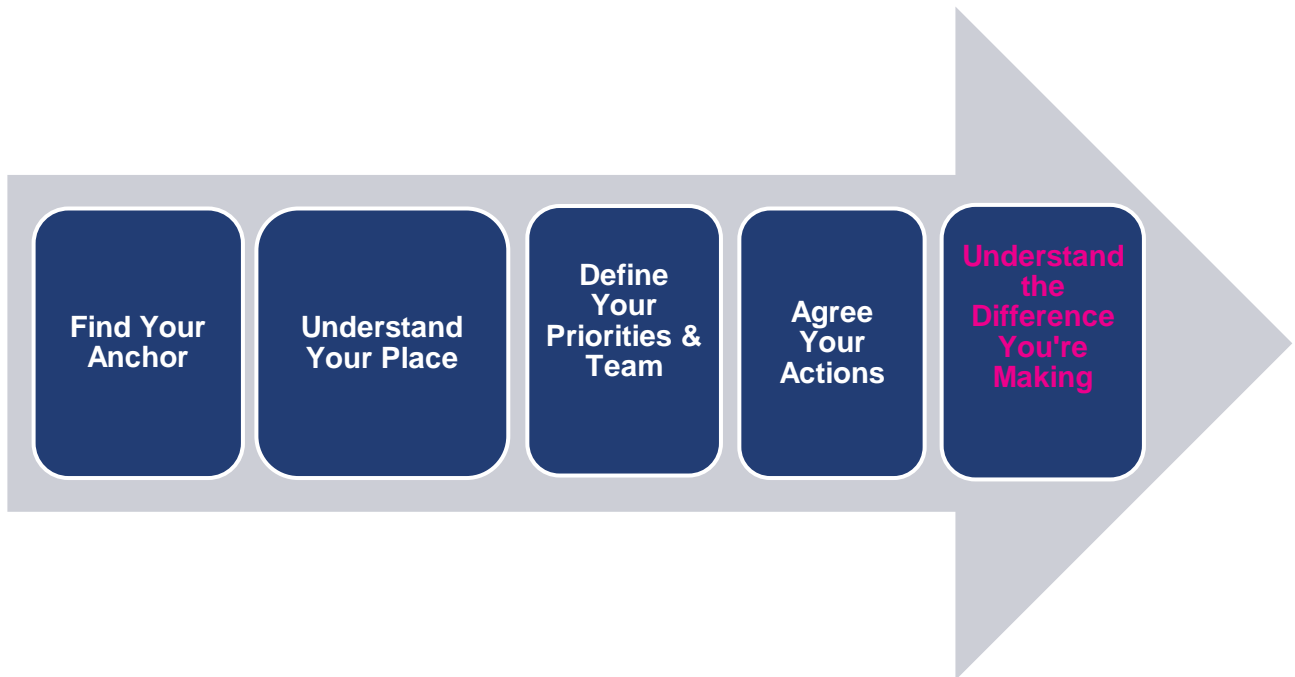 Find Your
Anchor
Understand
Your Place
Define
Your
Priorities &
Team
Agree
Your
Actions
Understand
the
Difference
You're
Making